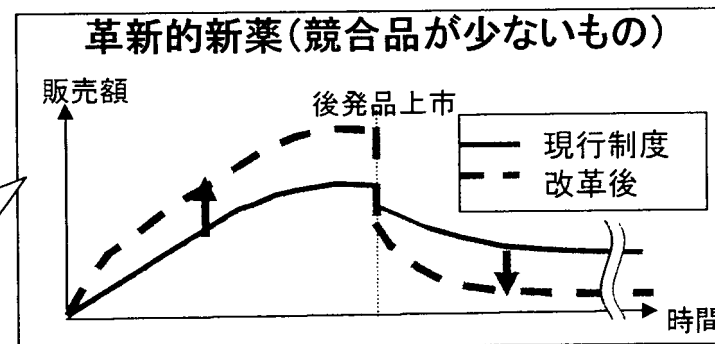 革新的新薬(競合品が少ないもの)
販売額
後発品上市
現行制度
改革後
時間